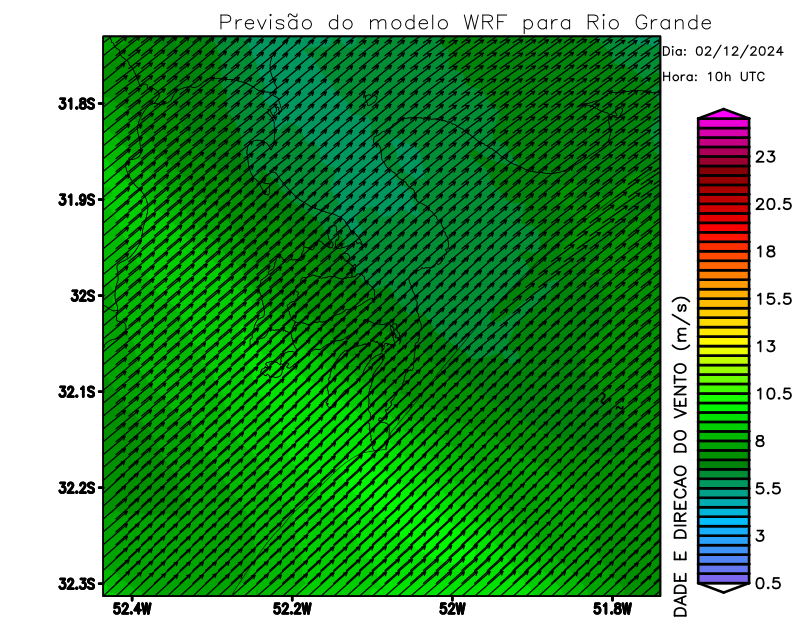 Previsão do modelo WRF para Rio Grande
Dia: 02/12/2024
Hora: 10h UTC
31.8S
31.9S
32S
32.1S
32.2S
32.3S
52.4W
52.2W
52W
51.8W
23
20.5
18
15.5
13
10.5
8
5.5
3
0.5
DADE E DIRECAO DO VENTO (m/s)